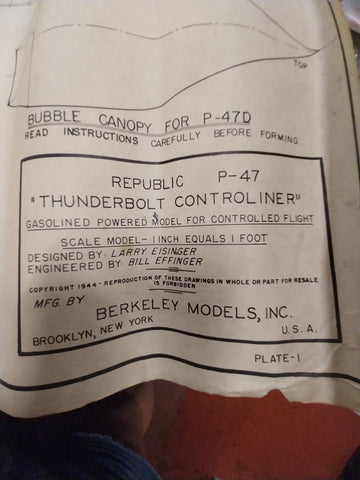 TOP
BUBBLE CANOPY FOR P-47D
READ INSTRUCTIONS CAREFULLY BEFORE FORMING
REPUBLIC P-47
"THUNDERBOLT CONTROLINER"
GASOLINED POWERED MODEL FOR CONTROLLED FLIGHT
SCALE MODEL - 1 INCH EQUALS 1 FOOT
DESIGNED BY: LARRY EISINGER
ENGINEERED BY: BILL EFFINGER
COPYRIGHT 1944 - REPRODUCTION OF THESE DRAWINGS IN WHOLE OR PART FOR RESALE
IS FORBIDDEN
MFG. BY
BERKELEY MODELS, INC.
BROOKLYN, NEW YORK U.S.A.
PLATE-1